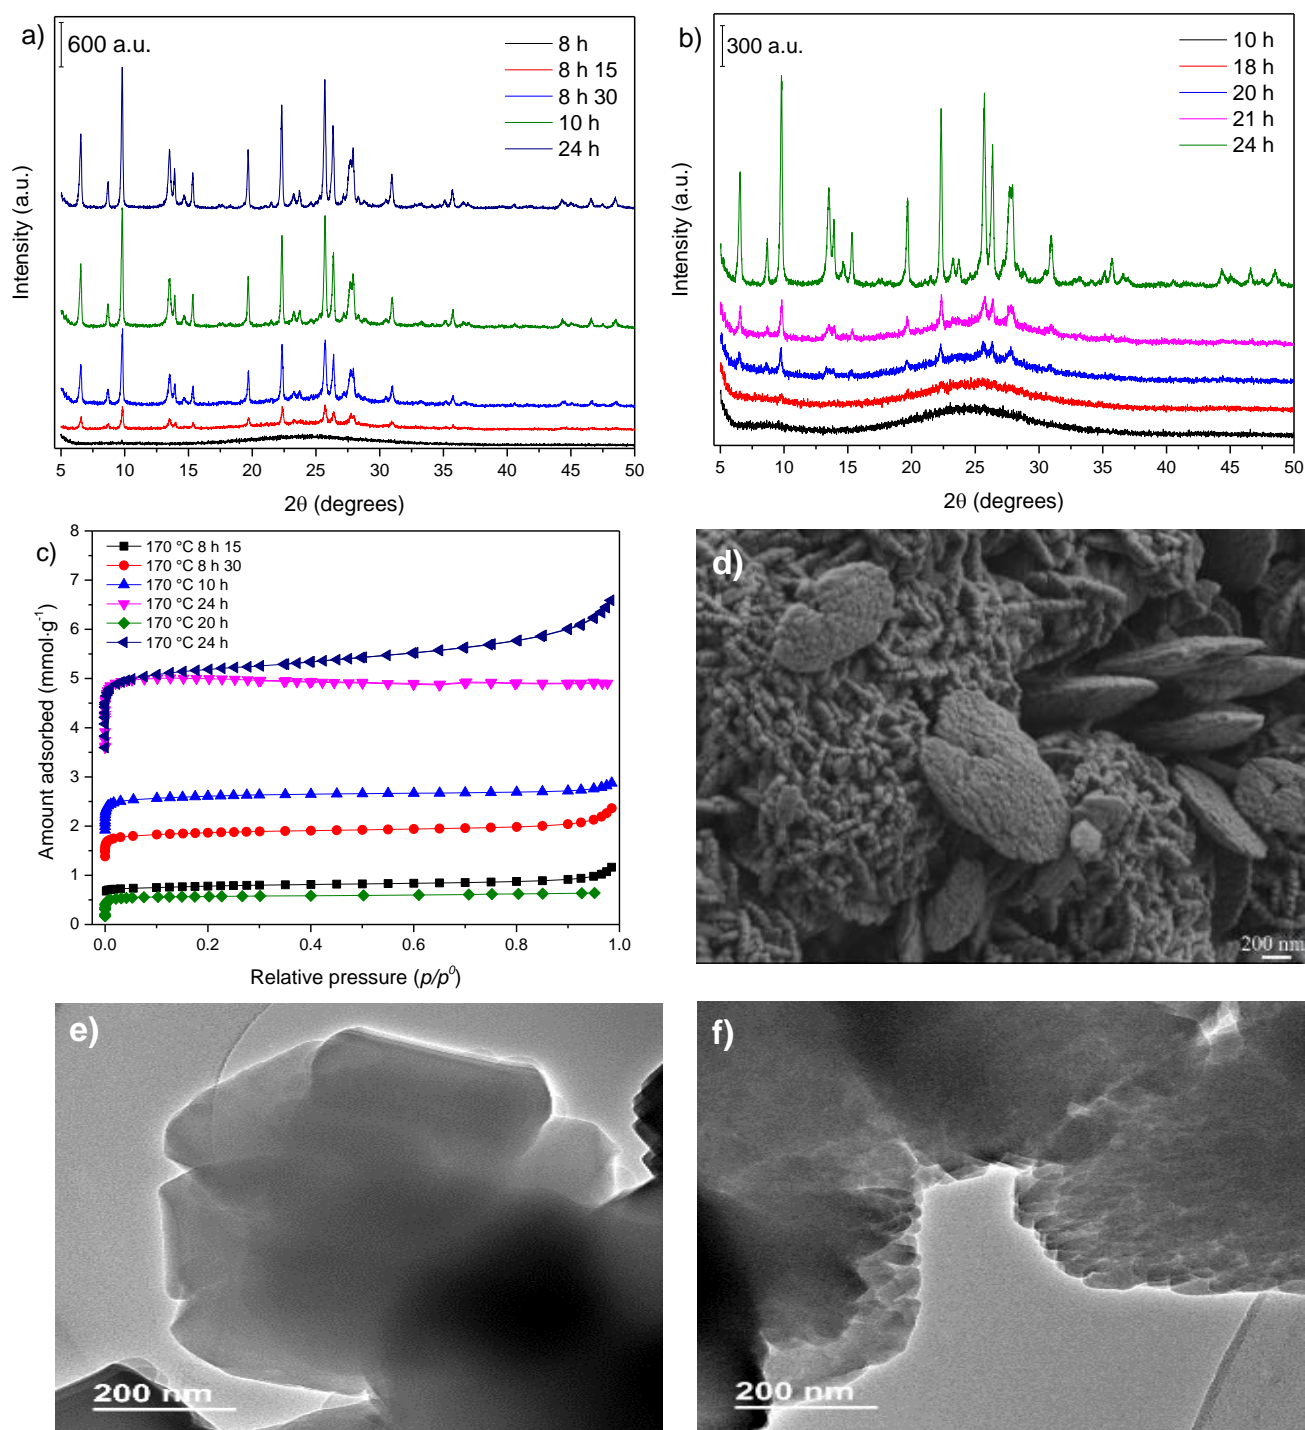 a)
600 a.u.
8 h
8 h 15
8 h 30
10 h
24 h
Intensity (a.u.)
5 10 15 20 25 30 35 40 45 50
2θ (degrees)
b)
300 a.u.
10 h
18 h
20 h
21 h
24 h
Intensity (a.u.)
5 10 15 20 25 30 35 40 45 50
2θ (degrees)
c)
170 °C 8 h 15
170 °C 8 h 30
170 °C 10 h
170 °C 24 h
170 °C 20 h
170 °C 24 h
Amount adsorbed (mmol·g⁻¹)
8
7
6
5
4
3
2
1
0
0.0 0.2 0.4 0.6 0.8 1.0
Relative pressure (p/p⁰)
d)
200 nm
e)
200 nm
f)
200 nm